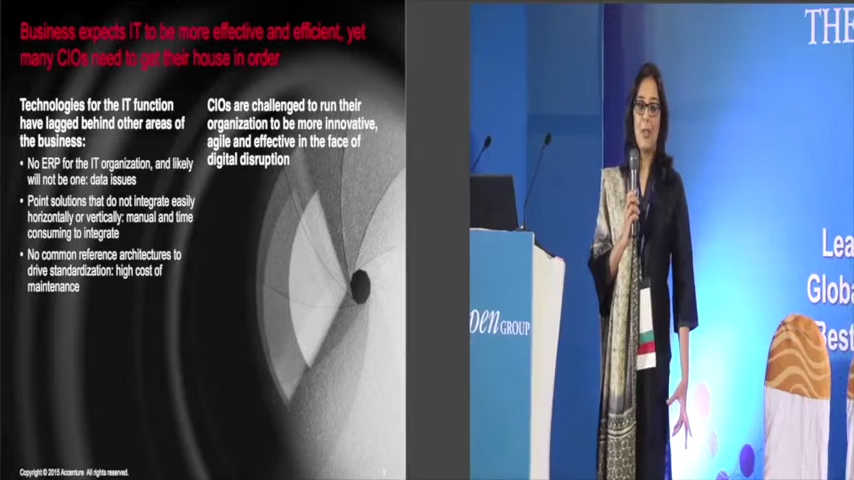 Business expects IT to be more effective and efficient, yet
many CIOs need to get their house in order
Technologies for the IT function
have lagged behind other areas of
the business:
• No ERP for the IT organization, and likely
will not be one: data issues
• Point solutions that do not integrate easily
horizontally or vertically: manual and time
consuming to integrate
• No common reference architectures to
drive standardization: high cost of
maintenance
CIOs are challenged to run their
organization to be more innovative,
agile and effective in the face of
digital disruption
Copyright © 2015 Accenture All rights reserved.
THE
Lea
Globa
Best
pen GROUP